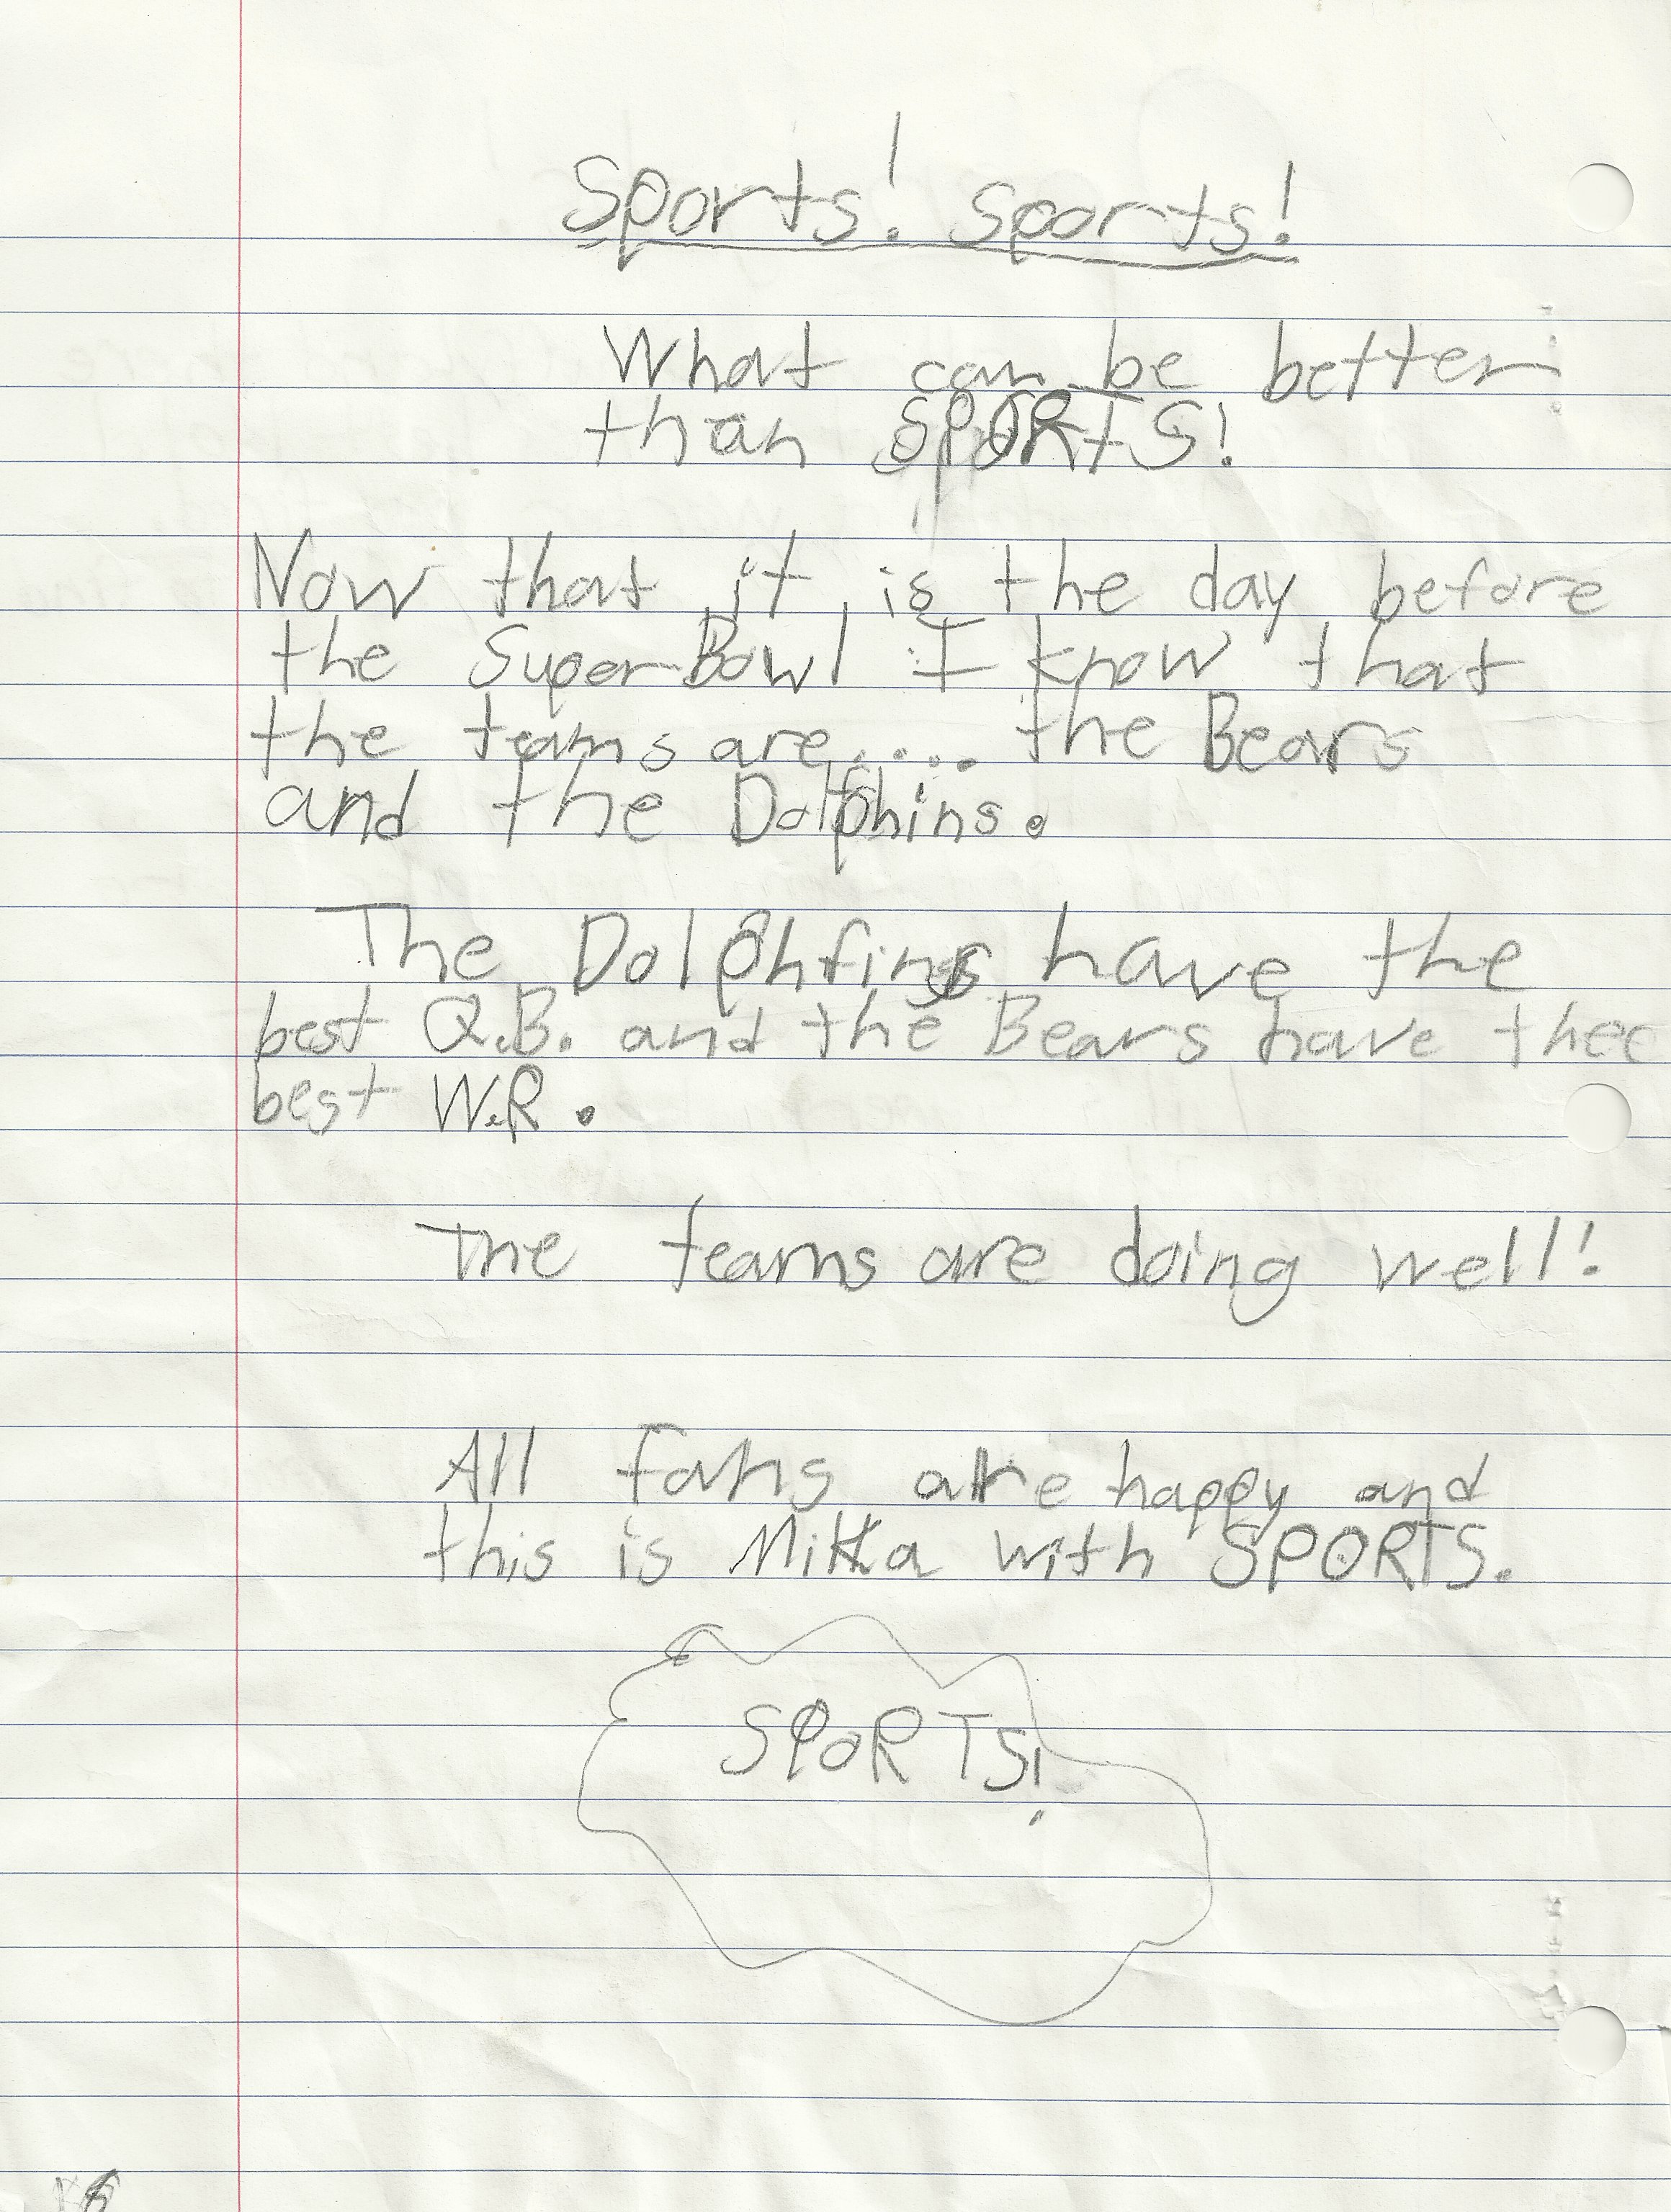 Sports! Sports!
What can be better
than SPORtS!
Now that it is the day before
the SuperBowl I know that
the teams are.... the Bears
and the Dolphins.
The Dolphfins have the
best Q.B. and the Bears have thee
best W.R.
The teams are doing well!
All fans are happy and
this is Mikka with SPORTS.
SPoRTS!
6